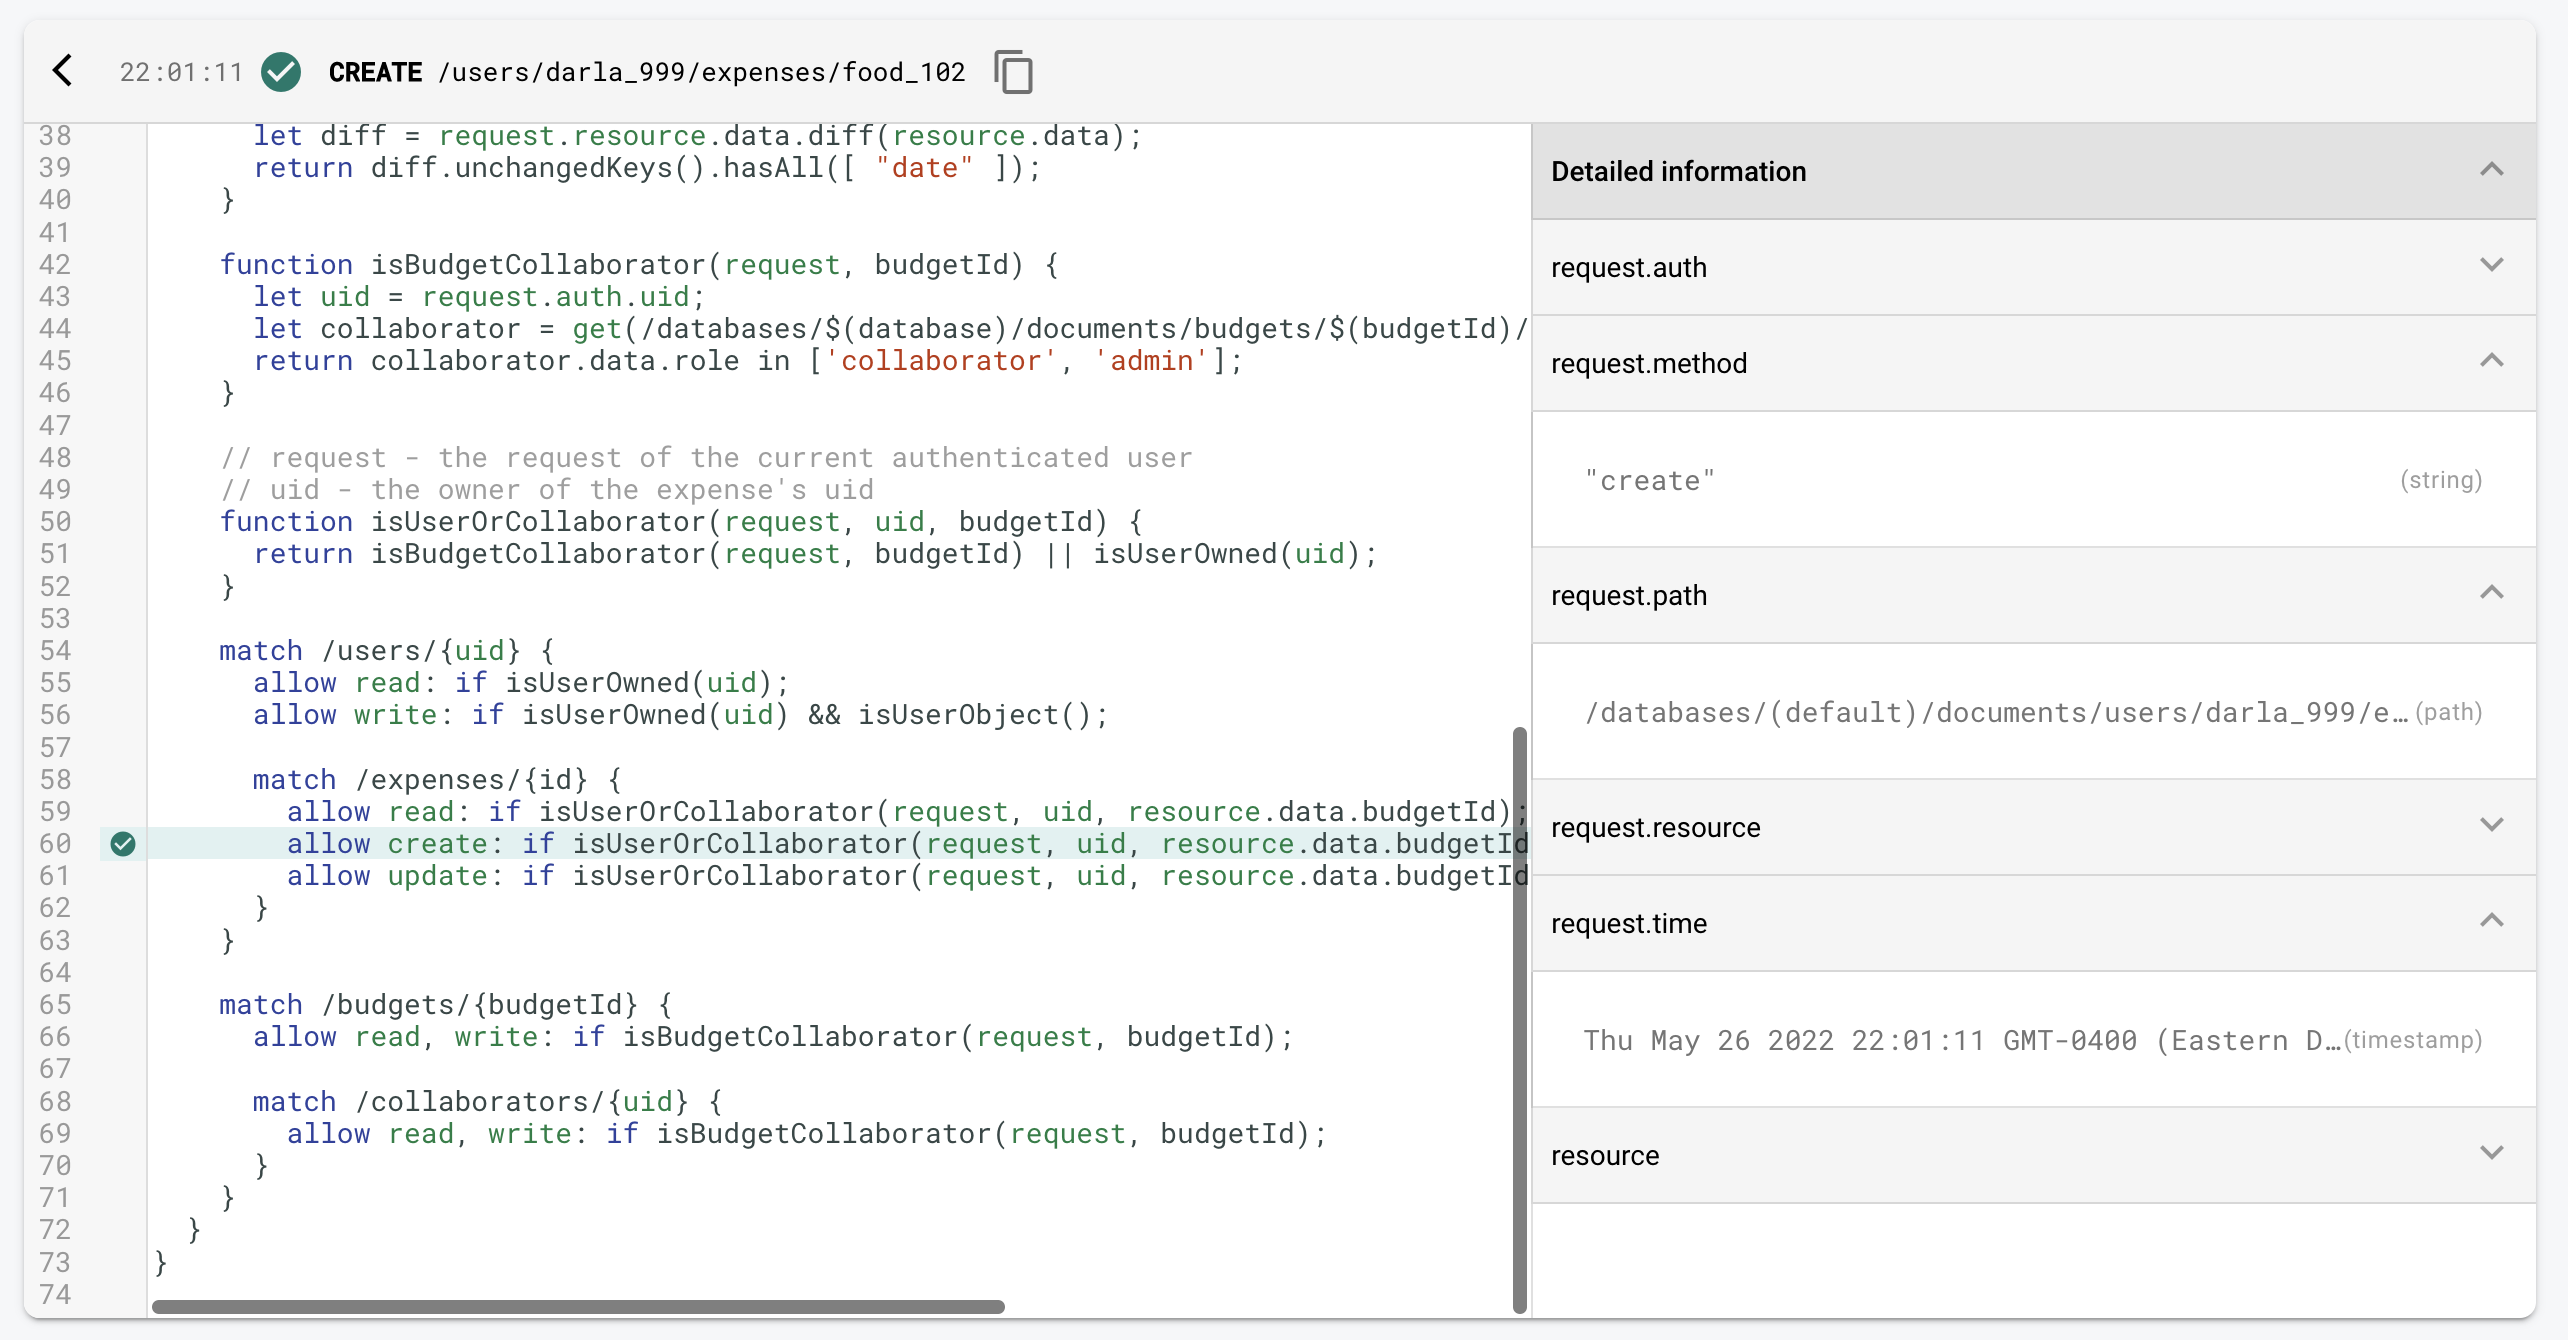 22:01:11 CREATE /users/darla_999/expenses/food_102
38 let diff = request.resource.data.diff(resource.data);
39 return diff.unchangedKeys().hasAll([ "date" ]);
40 }
41
42 function isBudgetCollaborator(request, budgetId) {
43 let uid = request.auth.uid;
44 let collaborator = get(/databases/$(database)/documents/budgets/$(budgetId)/
45 return collaborator.data.role in ['collaborator', 'admin'];
46 }
47
48 // request - the request of the current authenticated user
49 // uid - the owner of the expense's uid
50 function isUserOrCollaborator(request, uid, budgetId) {
51 return isBudgetCollaborator(request, budgetId) || isUserOwned(uid);
52 }
53
54 match /users/{uid} {
55 allow read: if isUserOwned(uid);
56 allow write: if isUserOwned(uid) && isUserObject();
57
58 match /expenses/{id} {
59 allow read: if isUserOrCollaborator(request, uid, resource.data.budgetId);
60 allow create: if isUserOrCollaborator(request, uid, resource.data.budgetId
61 allow update: if isUserOrCollaborator(request, uid, resource.data.budgetId
62 }
63 }
64
65 match /budgets/{budgetId} {
66 allow read, write: if isBudgetCollaborator(request, budgetId);
67
68 match /collaborators/{uid} {
69 allow read, write: if isBudgetCollaborator(request, budgetId);
70 }
71 }
72 }
73 }
74
Detailed information
request.auth
request.method
"create" (string)
request.path
/databases/(default)/documents/users/darla_999/e… (path)
request.resource
request.time
Thu May 26 2022 22:01:11 GMT-0400 (Eastern D… (timestamp)
resource